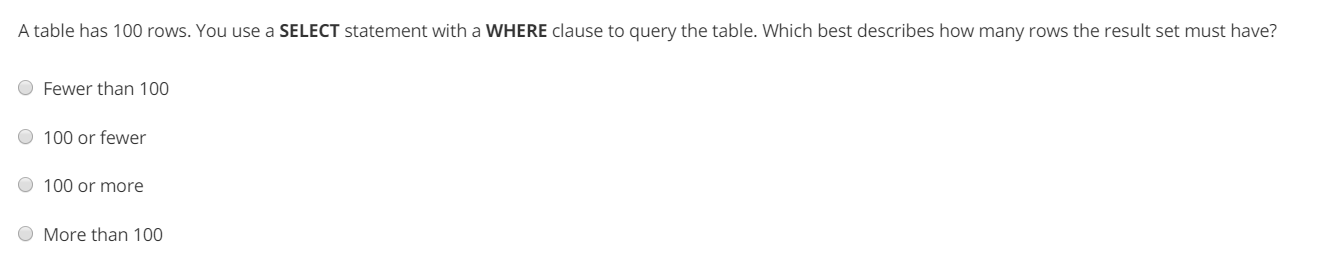 A table has 100 rows. You use a SELECT statement with a WHERE clause to query the table. Which best describes how many rows the result set must have?
Fewer than 100
100 or fewer
100 or more
More than 100